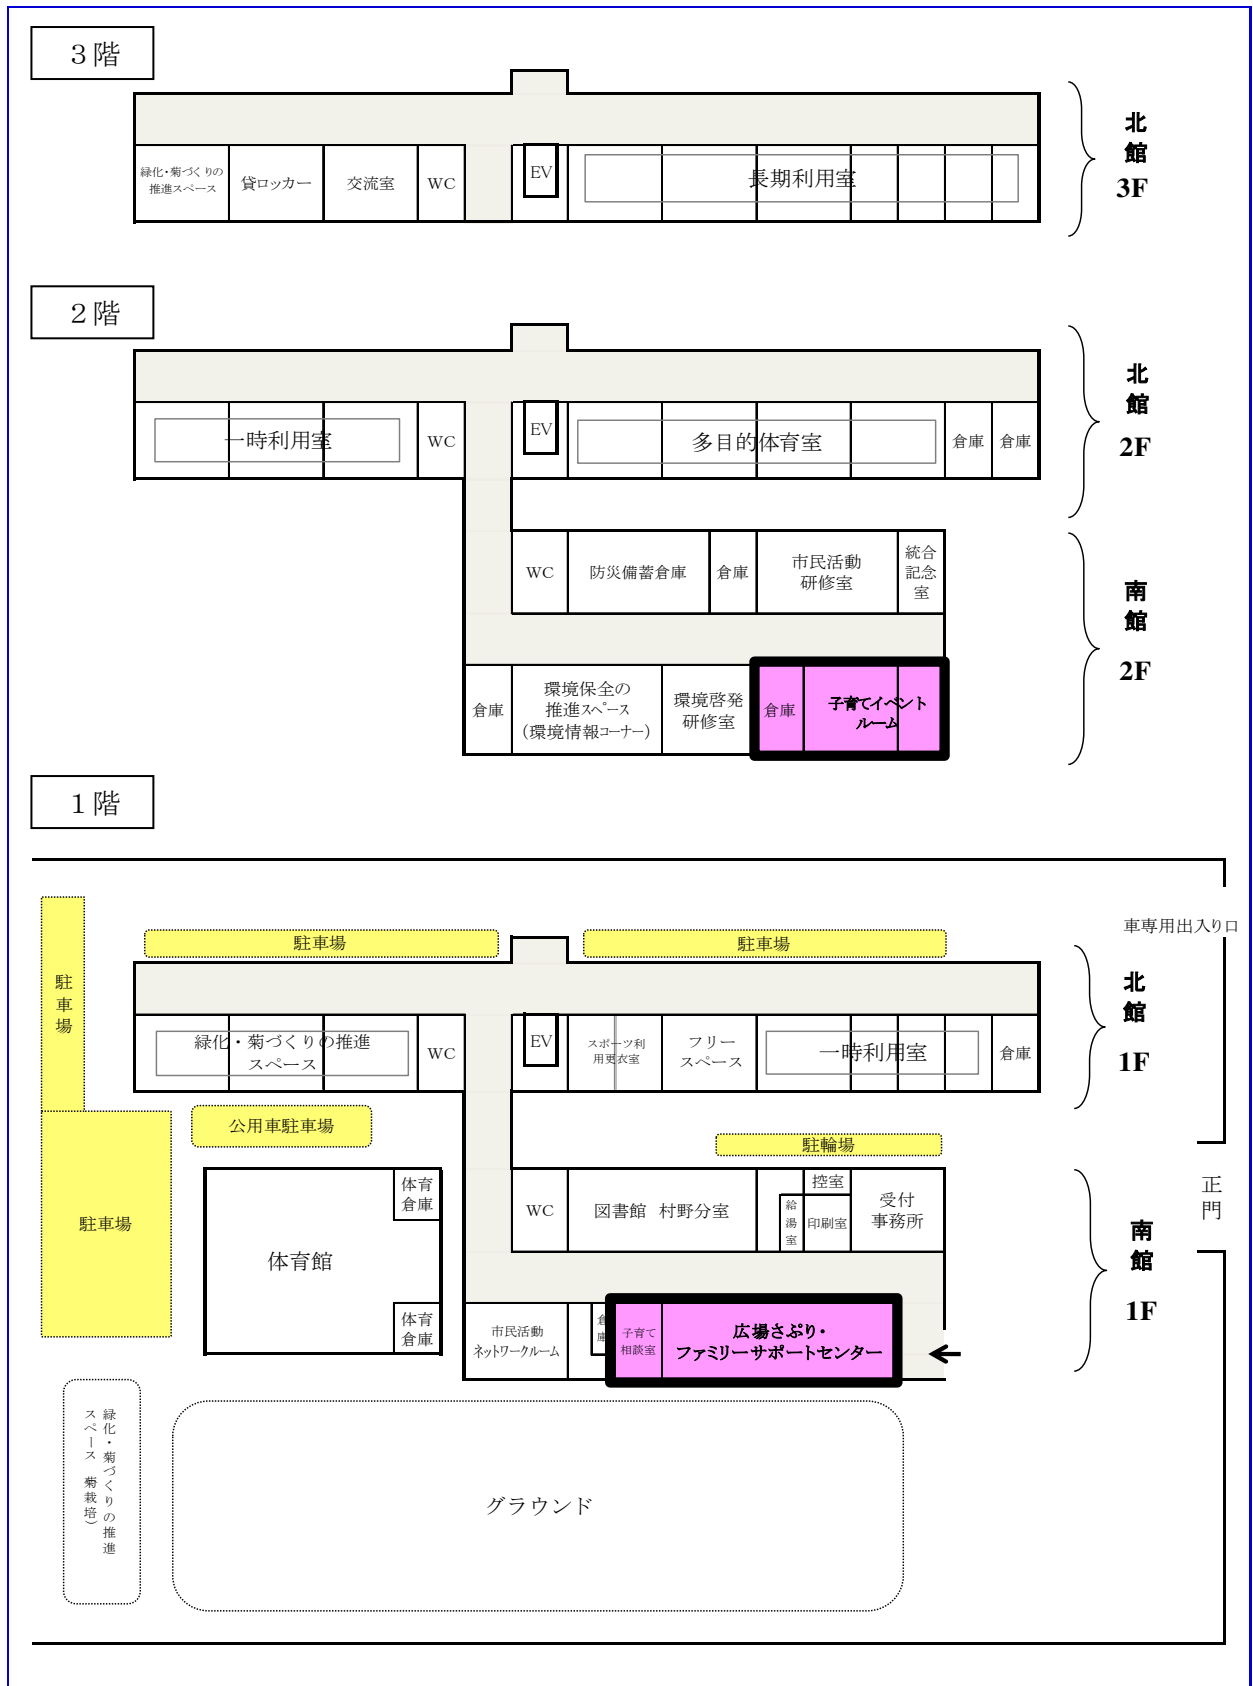 ３階
緑化・菊づくりの
推進スペース
貸ロッカー
交流室
WC
EV
長期利用室
北館
3F
２階
一時利用室
WC
EV
多目的体育室
倉庫
倉庫
北館
2F
WC
防災備蓄倉庫
倉庫
市民活動
研修室
統合
記念
室
南館
2F
倉庫
環境保全の
推進スペース
（環境情報コーナー）
環境啓発
研修室
倉庫
子育てイベント
ルーム
１階
車専用出入り口
駐車場
駐車場
駐車場
緑化・菊づくりの推進
スペース
WC
EV
スポーツ利
用更衣室
フリー
スペース
一時利用室
倉庫
北館
1F
公用車駐車場
駐輪場
駐車場
体育
倉庫
体育館
体育
倉庫
WC
図書館 村野分室
給湯室
控室
印刷室
受付
事務所
正門
南館
1F
市民活動
ネットワークルーム
倉庫
子育て
相談室
広場さぷり・
ファミリーサポートセンター
緑化・菊づくりの推進
スペース 菊栽培）
グラウンド